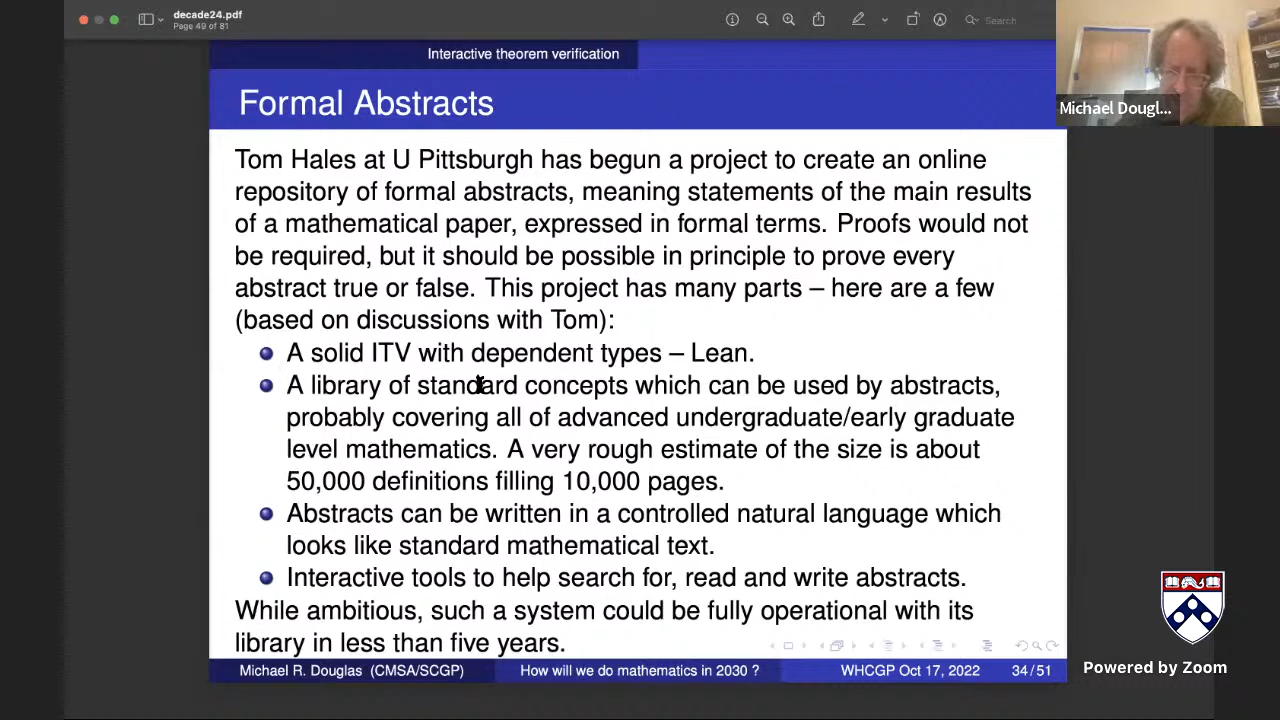 decade24.pdf
Page 49 of 81
Search
Michael Dougl...
Interactive theorem verification
Formal Abstracts
Tom Hales at U Pittsburgh has begun a project to create an online
repository of formal abstracts, meaning statements of the main results
of a mathematical paper, expressed in formal terms. Proofs would not
be required, but it should be possible in principle to prove every
abstract true or false. This project has many parts – here are a few
(based on discussions with Tom):
A solid ITV with dependent types – Lean.
A library of standard concepts which can be used by abstracts,
probably covering all of advanced undergraduate/early graduate
level mathematics. A very rough estimate of the size is about
50,000 definitions filling 10,000 pages.
Abstracts can be written in a controlled natural language which
looks like standard mathematical text.
Interactive tools to help search for, read and write abstracts.
While ambitious, such a system could be fully operational with its
library in less than five years.
Michael R. Douglas (CMSA/SCGP) How will we do mathematics in 2030 ? WHCGP Oct 17, 2022 34/51
Powered by Zoom